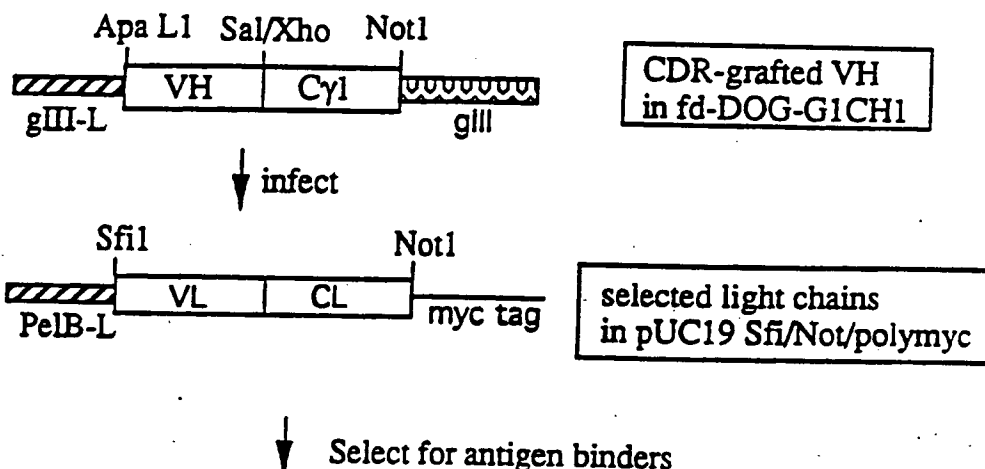 Apa L1 Sal/Xho Not1
VH Cγ1
gIII-L gIII
CDR-grafted VH
in fd-DOG-G1CH1
infect
Sfi1 Not1
VL CL
PelB-L myc tag
selected light chains
in pUC19 Sfi/Not/polymyc
Select for antigen binders